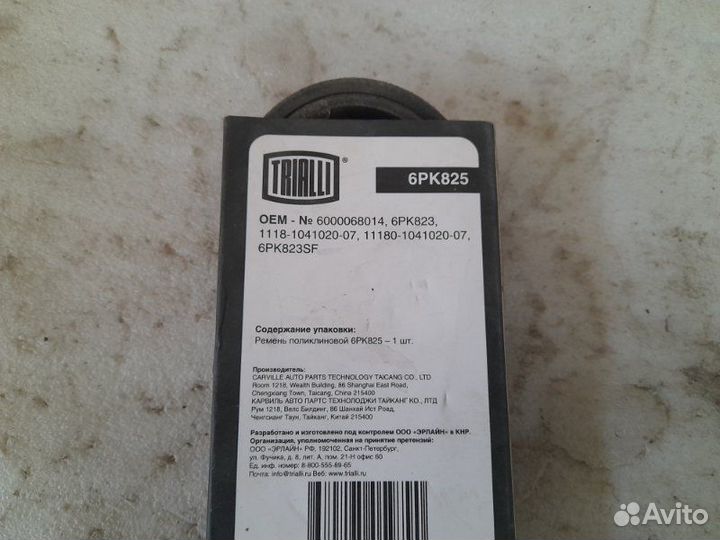 TRIALLI ®
6PK825
OEM - № 6000068014, 6PK823,
1118-1041020-07, 11180-1041020-07,
6PK823SF
Содержание упаковки:
Ремень поликлиновой 6PK825 – 1 шт.
Производитель:
CARVILLE AUTO PARTS TECHNOLOGY TAICANG CO., LTD
Room 1218, Wealth Building, 86 Shanghai East Road,
Chengxiang Town, Taicang, China 215400
КАРВИЛЬ АВТО ПАРТС ТЕХНОЛОДЖИ ТАЙКАНГ КО., ЛТД
Рум 1218, Велс Билдинг, 86 Шанхай Ист Роад,
Ченгсианг Таун, Тайканг, Китай 215400
Разработано и изготовлено под контролем ООО «ЭРЛАЙН» в КНР.
Организация, уполномоченная на принятие претензий:
ООО «ЭРЛАЙН» РФ, 192102, Санкт-Петербург,
ул. Фучика, д. 8, лит. А, пом. 21-Н офис 60
Ед. инф. номер: 8-800-555-89-65
Почта: info@trialli.ru Веб: www.trialli.ru
Avito